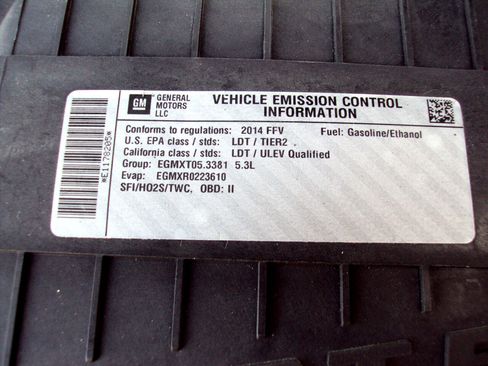 GM
GENERAL MOTORS LLC
VEHICLE EMISSION CONTROL INFORMATION
Conforms to regulations: 2014 FFV Fuel: Gasoline/Ethanol
U.S. EPA class / stds: LDT / TIER2
California class / stds: LDT / ULEV Qualified
Group: EGMXT05.3381 5.3L
Evap: EGMXR0223610
SFI/HO2S/TWC, OBD: II
*E1178205*